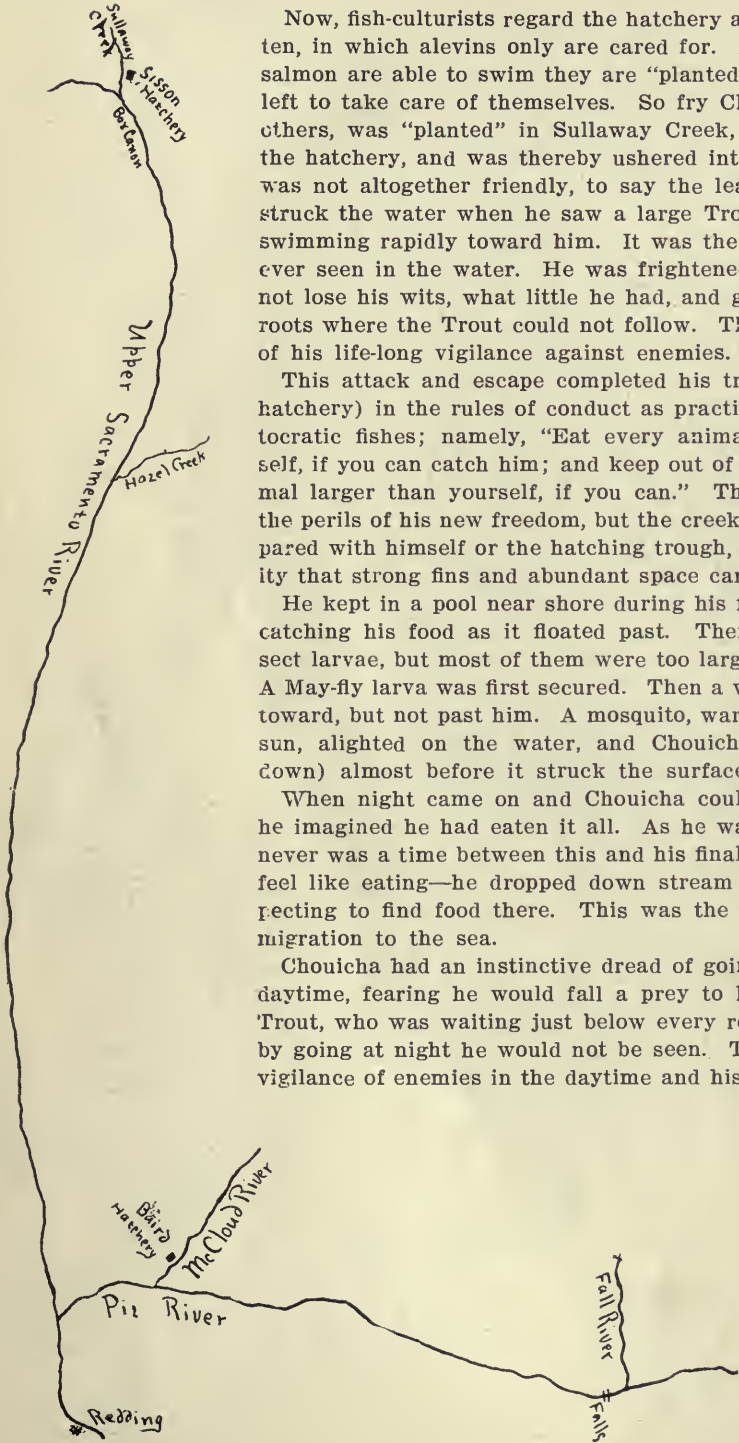 Sullaway
Creek
Sisson
Hatchery
Box Canon
Upper Sacramento River
Hazel Creek
Now, fish-culturists regard the hatchery a
ten, in which alevins only are cared for.
salmon are able to swim they are “planted
left to take care of themselves. So fry Cl
others, was “planted” in Sullaway Creek,
the hatchery, and was thereby ushered int
was not altogether friendly, to say the lea
struck the water when he saw a large Tro
swimming rapidly toward him. It was the
ever seen in the water. He was frightene
not lose his wits, what little he had, and g
roots where the Trout could not follow. Th
of his life-long vigilance against enemies.
This attack and escape completed his tr
hatchery) in the rules of conduct as practi
tocratic fishes; namely, “Eat every anima
self, if you can catch him; and keep out of
mal larger than yourself, if you can.” Th
the perils of his new freedom, but the creek
pared with himself or the hatching trough,
ity that strong fins and abundant space car
He kept in a pool near shore during his f
catching his food as it floated past. The
sect larvae, but most of them were too larg
A May-fly larva was first secured. Then a v
toward, but not past him. A mosquito, war
sun, alighted on the water, and Chouich
down) almost before it struck the surface
When night came on and Chouicha coul
he imagined he had eaten it all. As he wa
never was a time between this and his final
feel like eating—he dropped down stream
pecting to find food there. This was the
migration to the sea.
Chouicha had an instinctive dread of goin
daytime, fearing he would fall a prey to l
Trout, who was waiting just below every r
by going at night he would not be seen. T
vigilance of enemies in the daytime and his
Baird
Hatchery
McCloud River
Pit River
Fall River
Falls
Redding